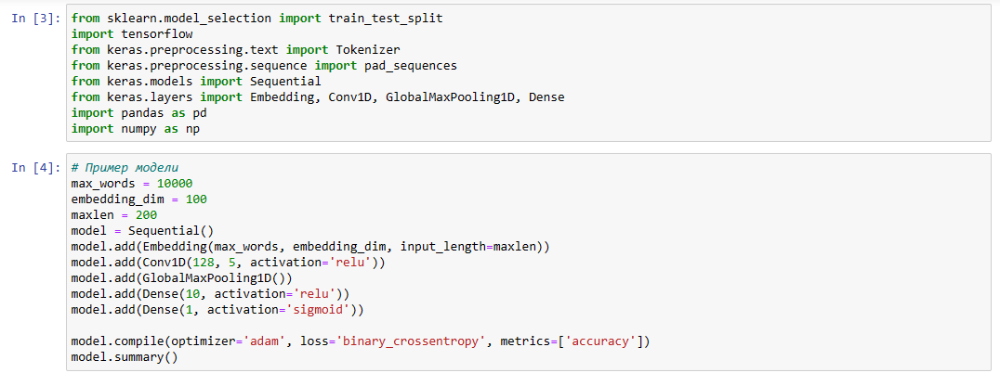 In [3]: from sklearn.model_selection import train_test_split
import tensorflow
from keras.preprocessing.text import Tokenizer
from keras.preprocessing.sequence import pad_sequences
from keras.models import Sequential
from keras.layers import Embedding, Conv1D, GlobalMaxPooling1D, Dense
import pandas as pd
import numpy as np
In [4]: # Пример модели
max_words = 10000
embedding_dim = 100
maxlen = 200
model = Sequential()
model.add(Embedding(max_words, embedding_dim, input_length=maxlen))
model.add(Conv1D(128, 5, activation='relu'))
model.add(GlobalMaxPooling1D())
model.add(Dense(10, activation='relu'))
model.add(Dense(1, activation='sigmoid'))
model.compile(optimizer='adam', loss='binary_crossentropy', metrics=['accuracy'])
model.summary()